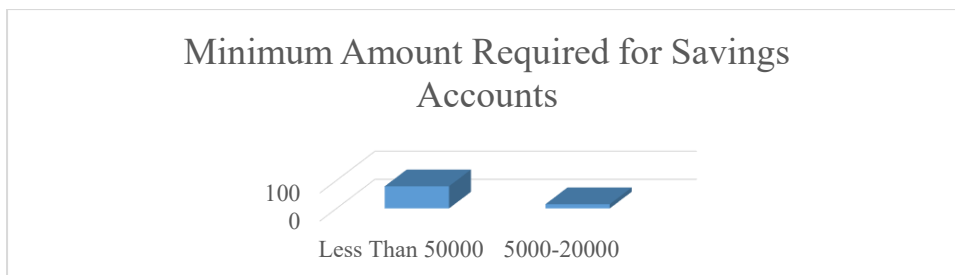 Minimum Amount Required for Savings
Accounts
100
0
Less Than 50000 5000-20000